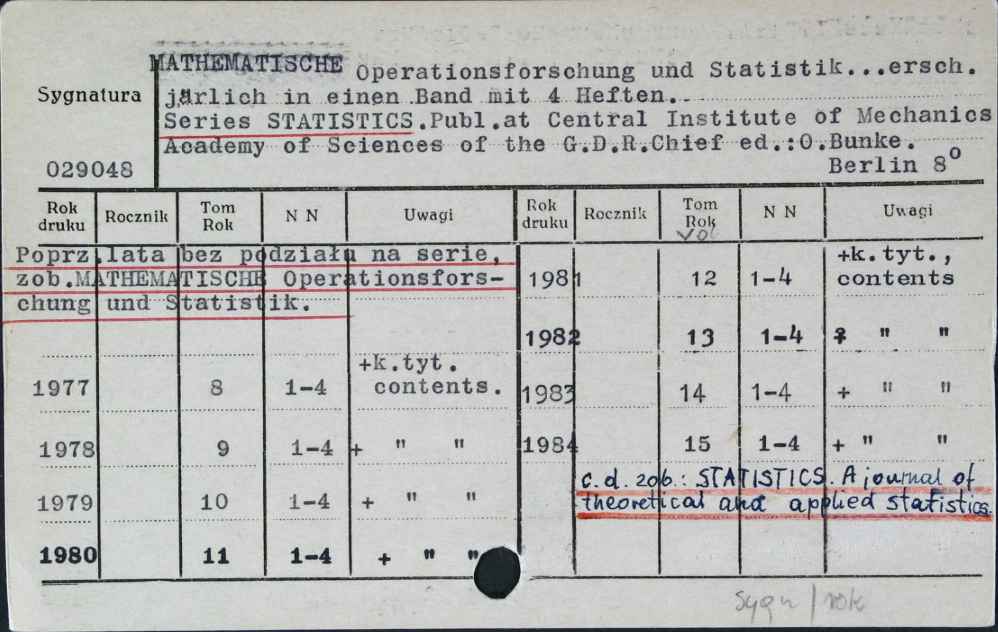 MATHEMATISCHE Operationsforschung und Statistik...ersch.
Sygnatura
järlich in einen Band mit 4 Heften.
Series STATISTICS.Publ.at Central Institute of Mechanics
Academy of Sciences of the G.D.R.Chief ed.:O.Bunke.
029048
Berlin 8º
Rok druku Rocznik Tom Rok N N Uwagi Rok druku Rocznik Tom Rok N N Uwagi
vol
Poprz.lata bez podziału na serie,
zob.MATHEMATISCHE Operationsfors-
chung und Statistik.
1981 12 1-4 +k.tyt., contents
1982 13 1-4 " "
1977 8 1-4 +k.tyt. contents.
1983 14 1-4 + " "
1978 9 1-4 + " "
1984 15 1-4 + " "
1979 10 1-4 + " "
c.d. zob.: STATISTICS. A journal of
theoretical and applied statistics.
1980 11 1-4 + " "
sygn / rok